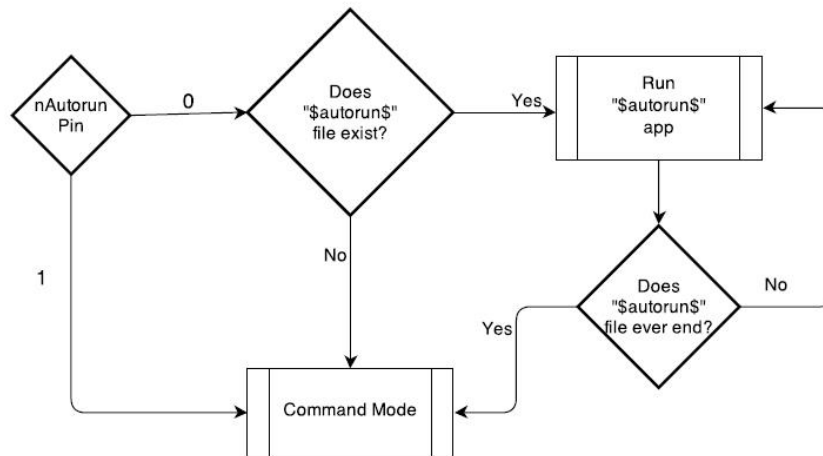 nAutorun
Pin
0
Does
"$autorun$"
file exist?
Yes
Run
"$autorun$"
app
No
1
Does
"$autorun$"
file ever end?
No
Yes
Command Mode